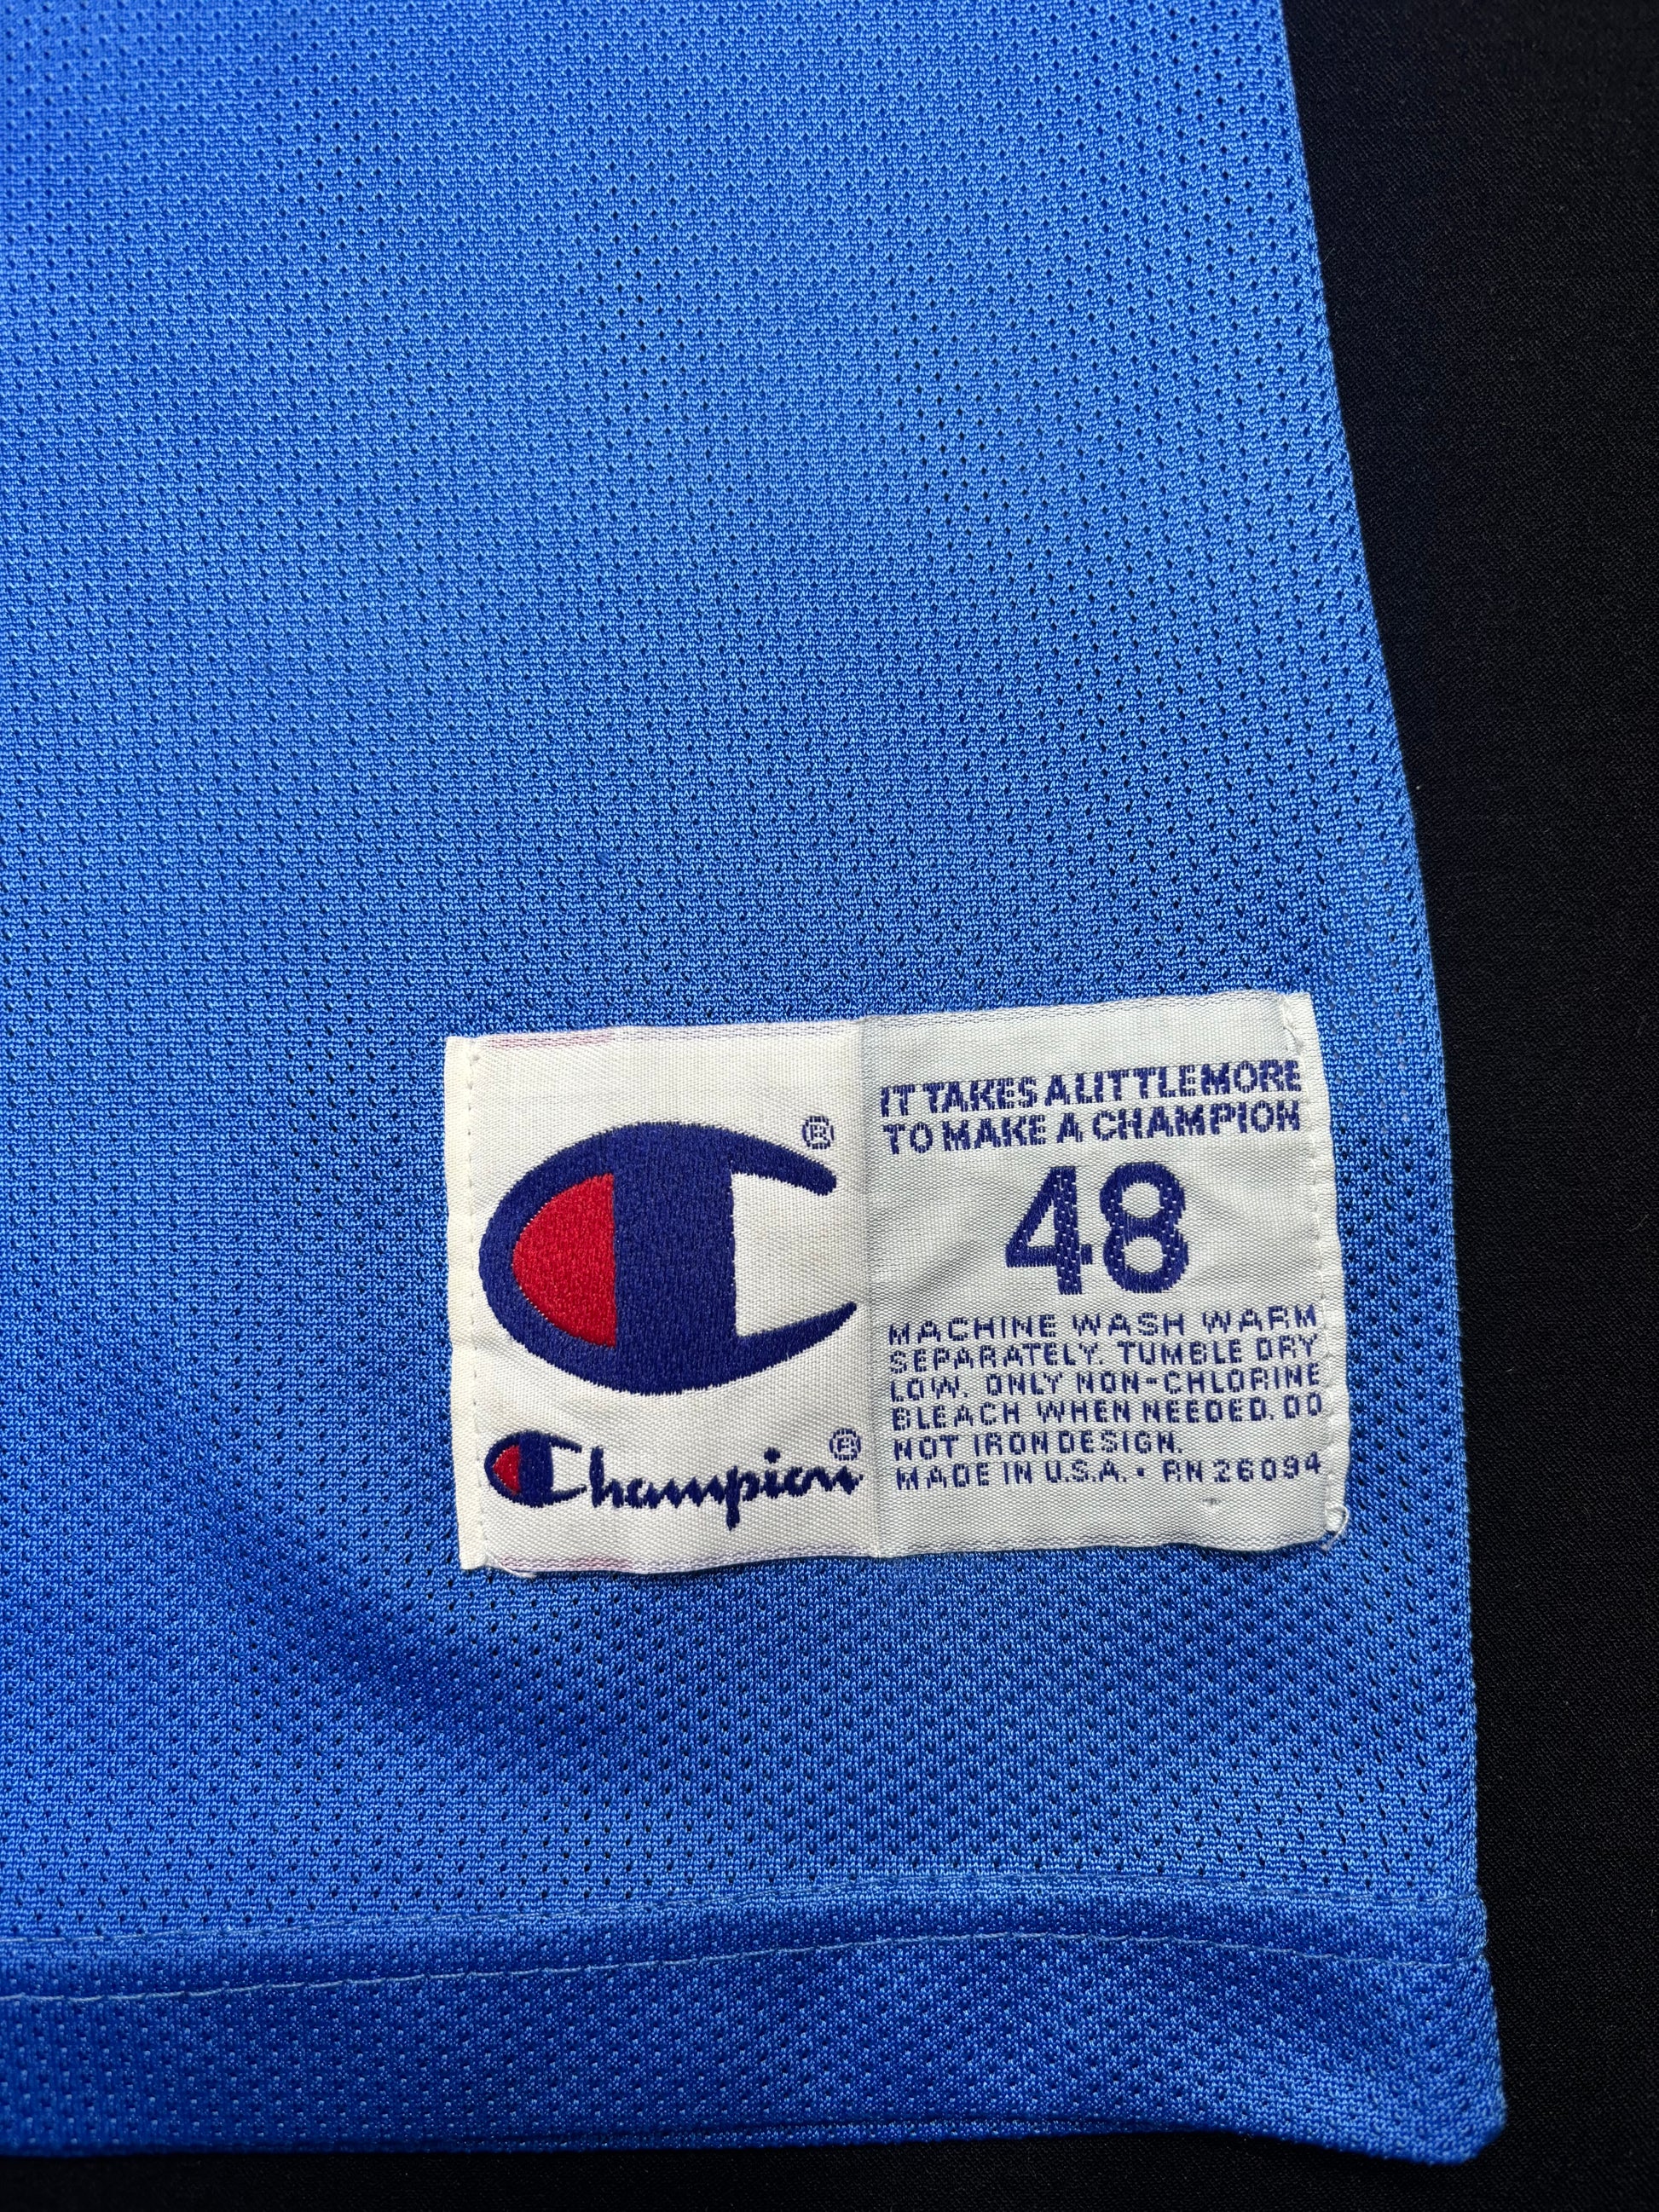 ®
Champion®
IT TAKES A LITTLE MORE
TO MAKE A CHAMPION
48
MACHINE WASH WARM
SEPARATELY. TUMBLE DRY
LOW. ONLY NON-CHLORINE
BLEACH WHEN NEEDED. DO
NOT IRON DESIGN.
MADE IN U.S.A. • RN 26094